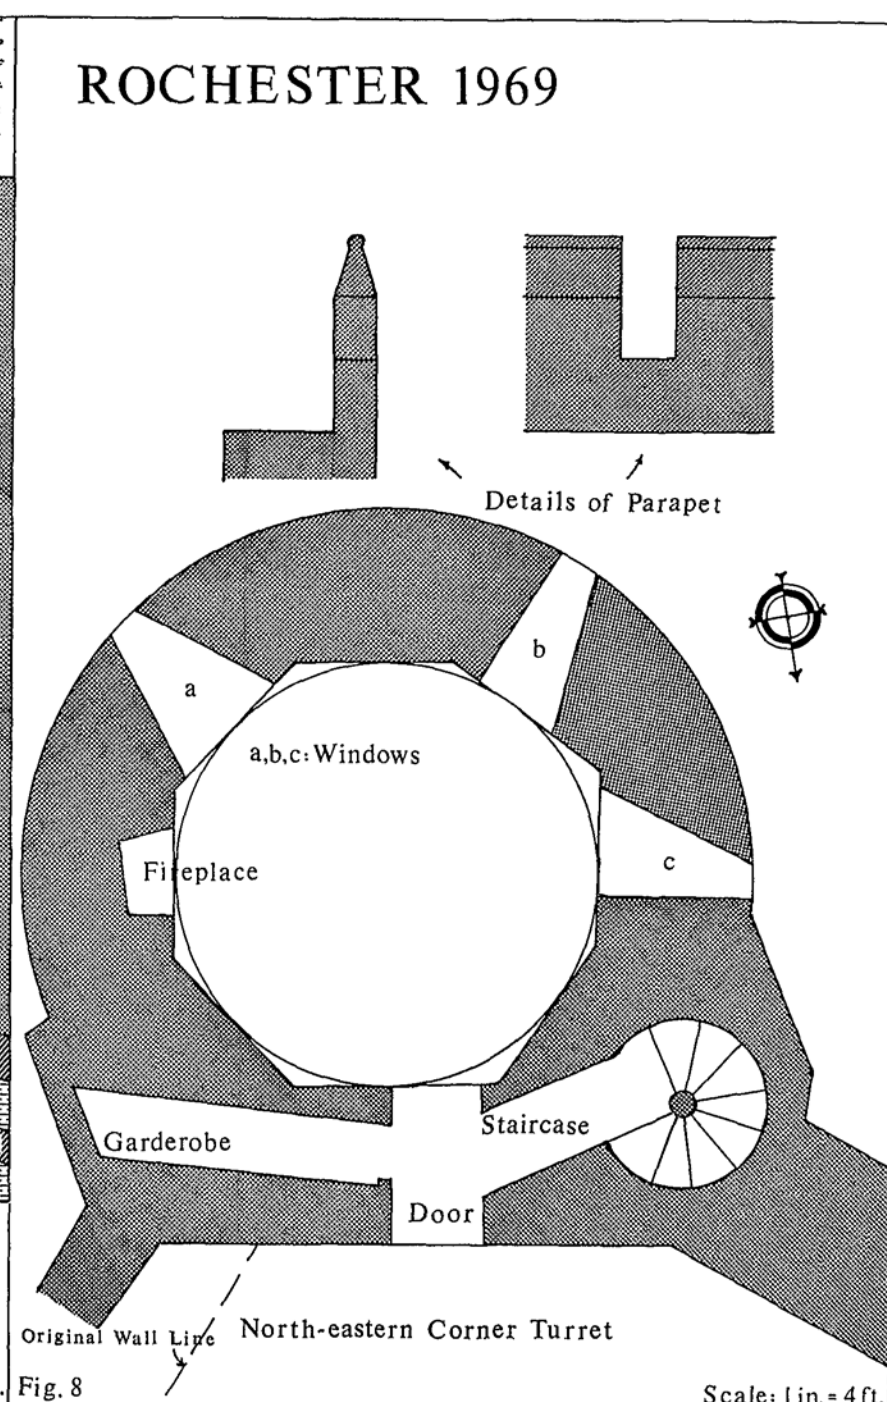 ROCHESTER 1969
Details of Parapet
b
a
a,b,c: Windows
c
Fireplace
Staircase
Garderobe
Door
Original Wall Line
North-eastern Corner Turret
Fig. 8
Scale: 1 in. = 4 ft.